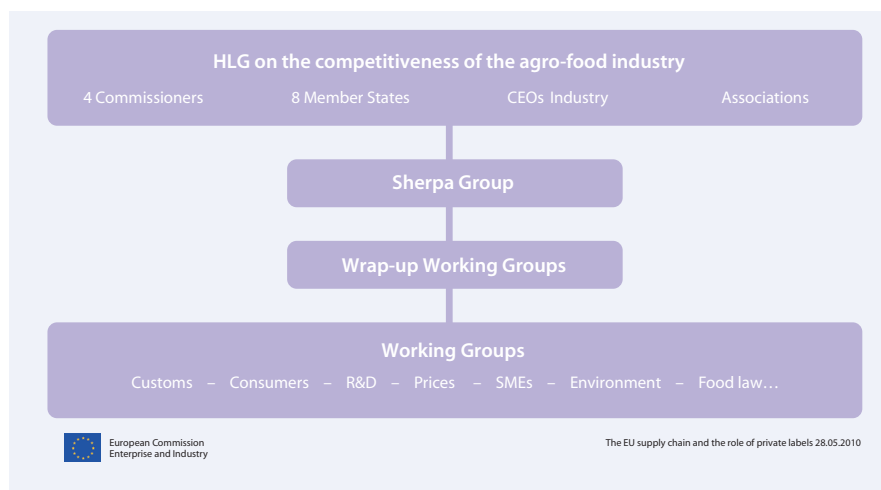 HLG on the competitiveness of the agro-food industry
4 Commissioners 8 Member States CEOs Industry Associations
Sherpa Group
Wrap-up Working Groups
Working Groups
Customs – Consumers – R&D – Prices – SMEs – Environment – Food law…
European Commission
Enterprise and Industry
The EU supply chain and the role of private labels 28.05.2010